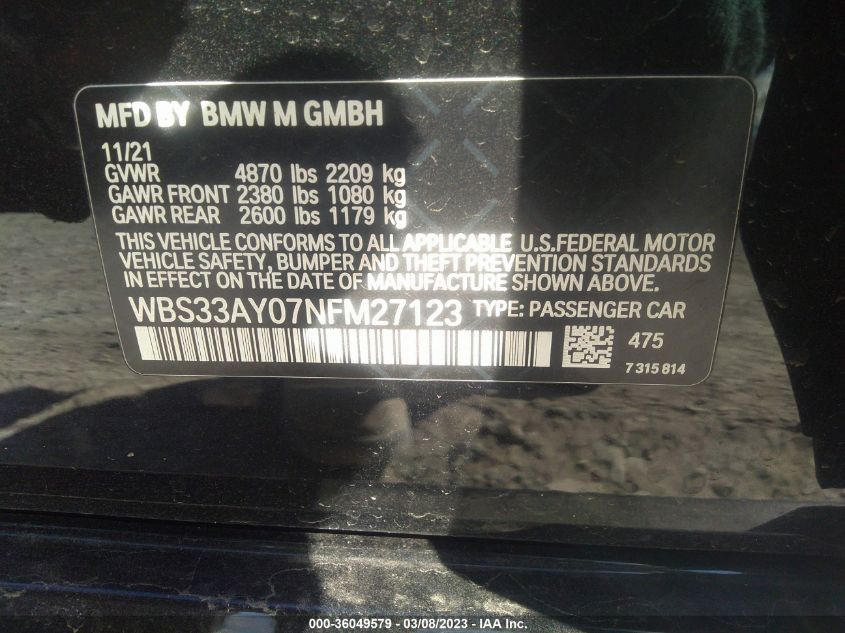 MFD BY BMW M GMBH
11/21
GVWR 4870 lbs 2209 kg
GAWR FRONT 2380 lbs 1080 kg
GAWR REAR 2600 lbs 1179 kg
THIS VEHICLE CONFORMS TO ALL APPLICABLE U.S.FEDERAL MOTOR
VEHICLE SAFETY, BUMPER AND THEFT PREVENTION STANDARDS
IN EFFECT ON THE DATE OF MANUFACTURE SHOWN ABOVE.
WBS33AY07NFM27123 TYPE: PASSENGER CAR
475
7 315 814
000 - 36049579 - 03/08/2023 - IAA Inc.